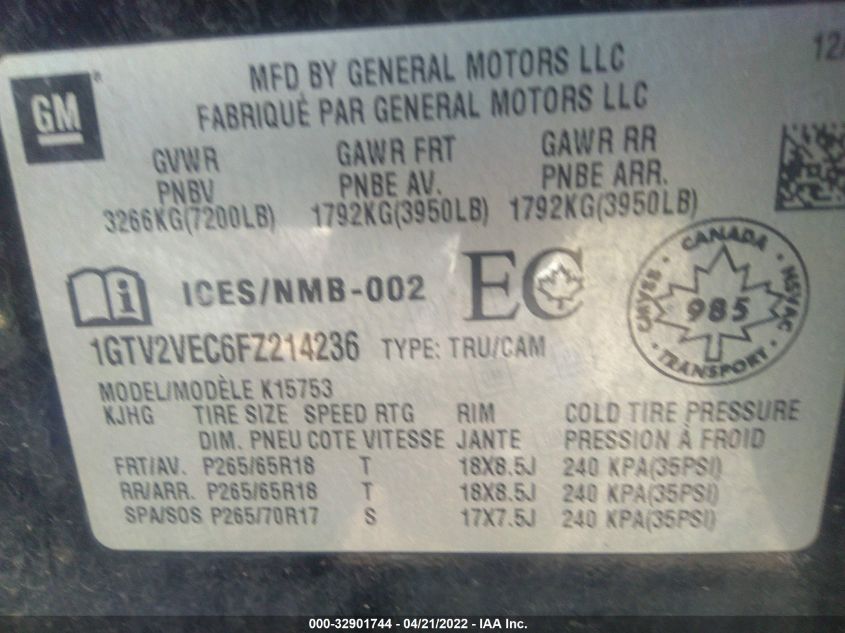 12/
GM
MFD BY GENERAL MOTORS LLC
FABRIQUÉ PAR GENERAL MOTORS LLC
GVWR GAWR FRT GAWR RR
PNBV PNBE AV. PNBE ARR.
3266KG(7200LB) 1792KG(3950LB) 1792KG(3950LB)
i ICES/NMB-002 EC
CANADA
CMVSS 985 NSVAC
TRANSPORT
1GTV2VEC6FZ214236 TYPE: TRU/CAM
MODEL/MODÈLE K15753
KJHG TIRE SIZE SPEED RTG RIM COLD TIRE PRESSURE
DIM. PNEU COTE VITESSE JANTE PRESSION À FROID
FRT/AV. P265/65R18 T 18X8.5J 240 KPA(35PSI)
RR/ARR. P265/65R18 T 18X8.5J 240 KPA(35PSI)
SPA/SOS P265/70R17 S 17X7.5J 240 KPA(35PSI)
000-32901744 - 04/21/2022 - IAA Inc.